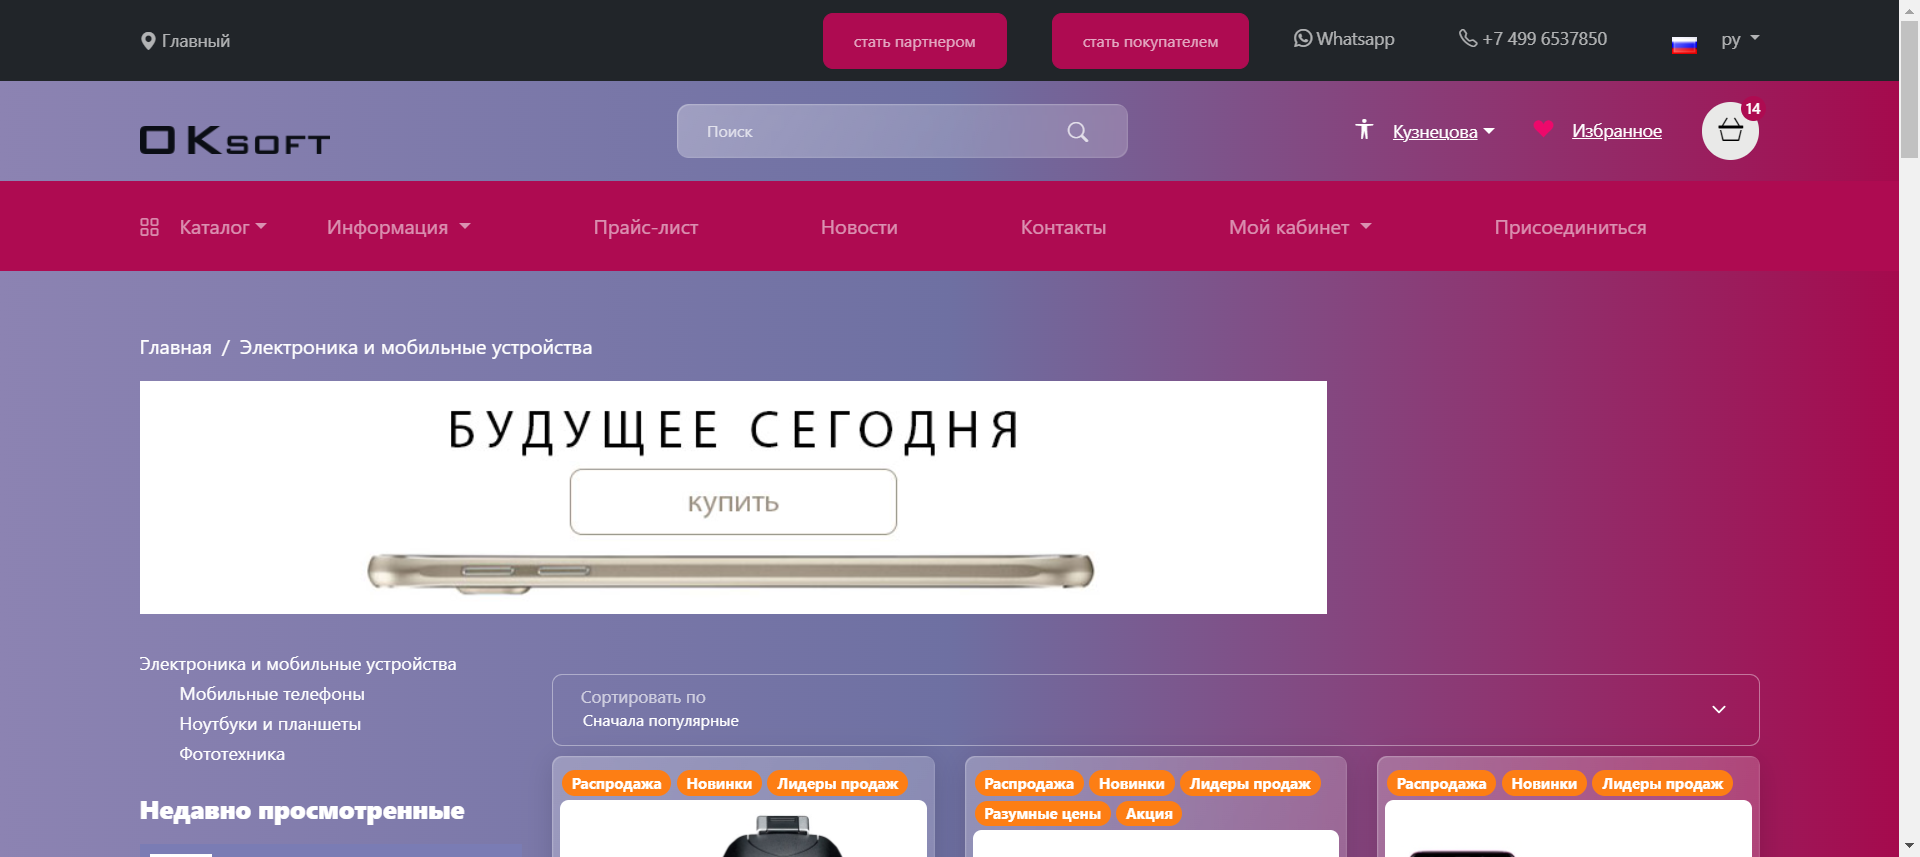 Главный
стать партнером
стать покупателем
Whatsapp
+7 499 6537850
ру
OKSOFT
Поиск
Кузнецова
Избранное
14
Каталог
Информация
Прайс-лист
Новости
Контакты
Мой кабинет
Присоединиться
Главная / Электроника и мобильные устройства
БУДУЩЕЕ СЕГОДНЯ
купить
Электроника и мобильные устройства
Мобильные телефоны
Ноутбуки и планшеты
Фототехника
Недавно просмотренные
Сортировать по
Сначала популярные
Распродажа Новинки Лидеры продаж
Распродажа Новинки Лидеры продаж
Разумные цены Акция
Распродажа Новинки Лидеры продаж